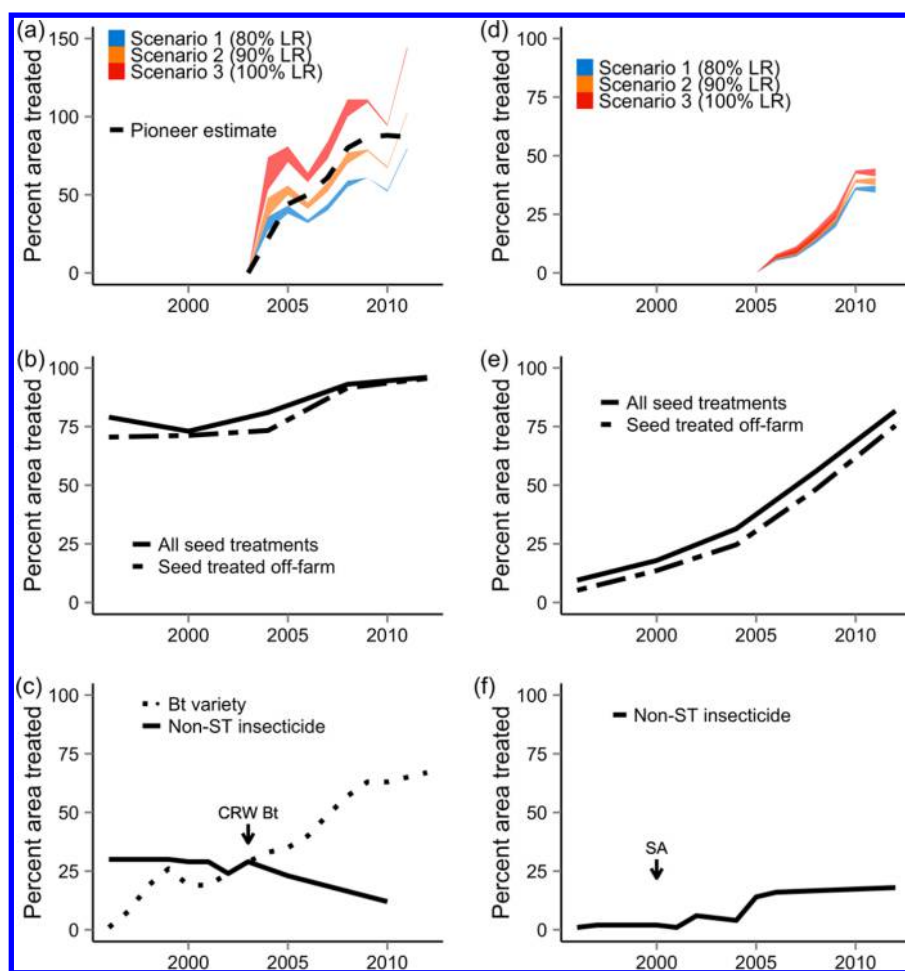 (a)
Percent area treated
150
100
50
0
Scenario 1 (80% LR)
Scenario 2 (90% LR)
Scenario 3 (100% LR)
Pioneer estimate
2000 2005 2010
(d)
Percent area treated
100
75
50
25
0
Scenario 1 (80% LR)
Scenario 2 (90% LR)
Scenario 3 (100% LR)
2000 2005 2010
(b)
Percent area treated
100
75
50
25
0
All seed treatments
Seed treated off-farm
2000 2005 2010
(e)
Percent area treated
100
75
50
25
0
All seed treatments
Seed treated off-farm
2000 2005 2010
(c)
Percent area treated
100
75
50
25
0
Bt variety
Non-ST insecticide
CRW Bt
2000 2005 2010
(f)
Percent area treated
100
75
50
25
0
Non-ST insecticide
SA
2000 2005 2010